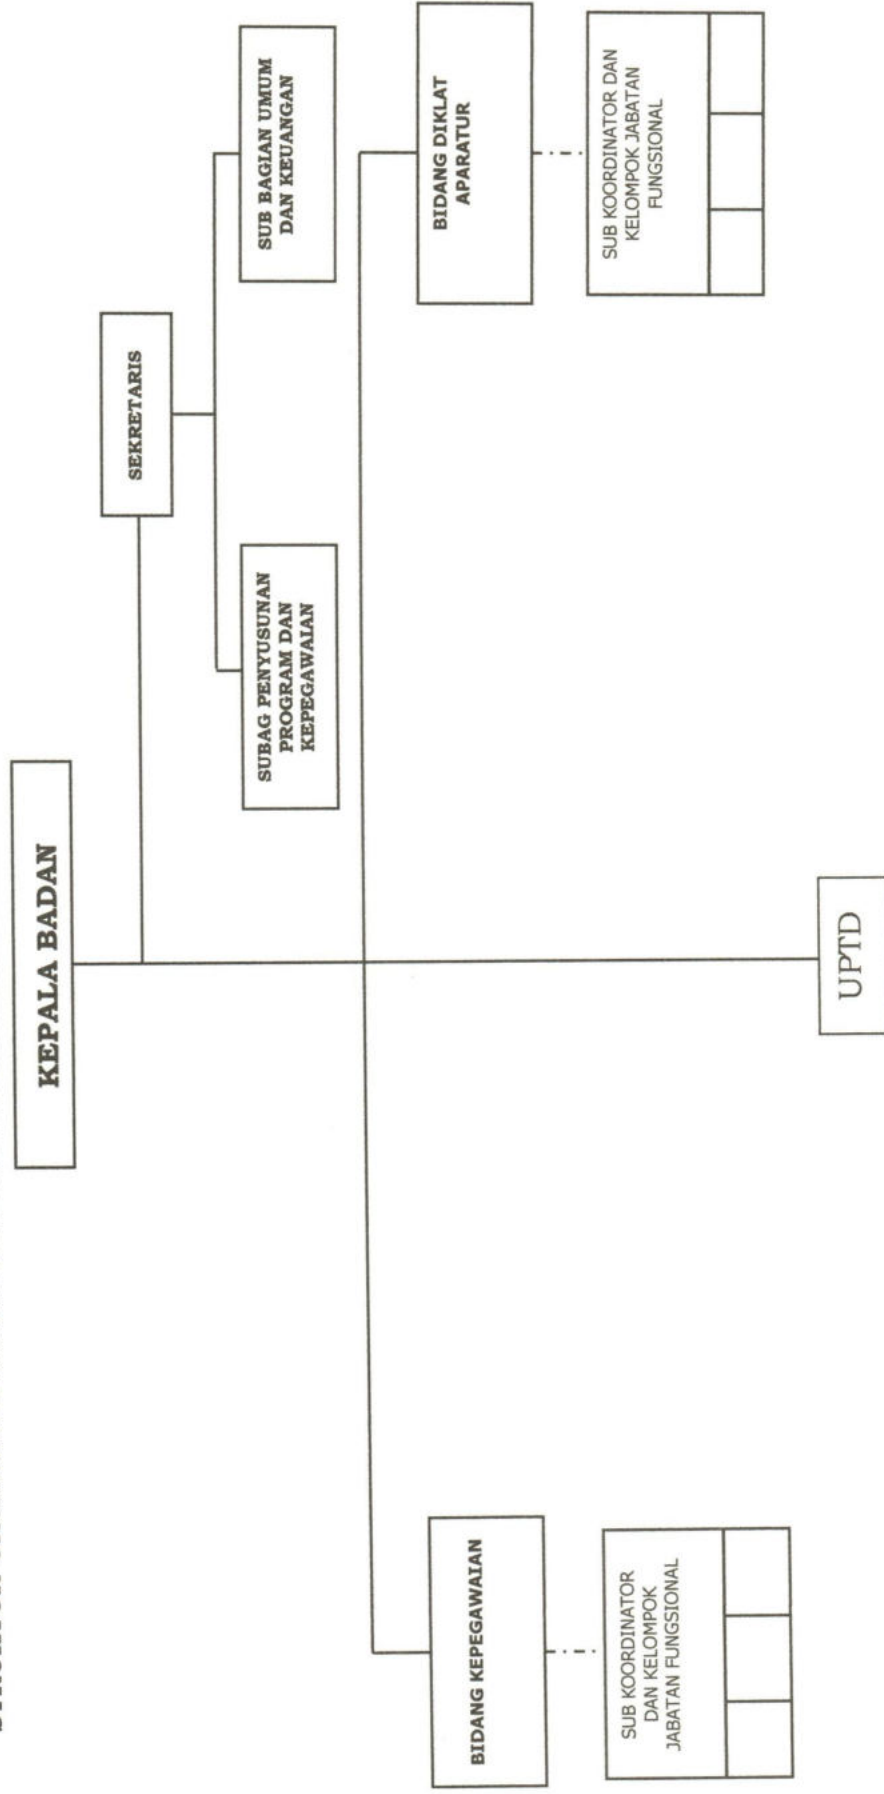 KEPALA BADAN
SEKRETARIS
SUBAG PENYUSUNAN
PROGRAM DAN
KEPEGAWAIAN
SUB BAGIAN UMUM
DAN KEUANGAN
BIDANG KEPEGAWAIAN
BIDANG DIKLAT
APARATUR
SUB KOORDINATOR
DAN KELOMPOK
JABATAN FUNGSIONAL
SUB KOORDINATOR DAN
KELOMPOK JABATAN
FUNGSIONAL
UPTD